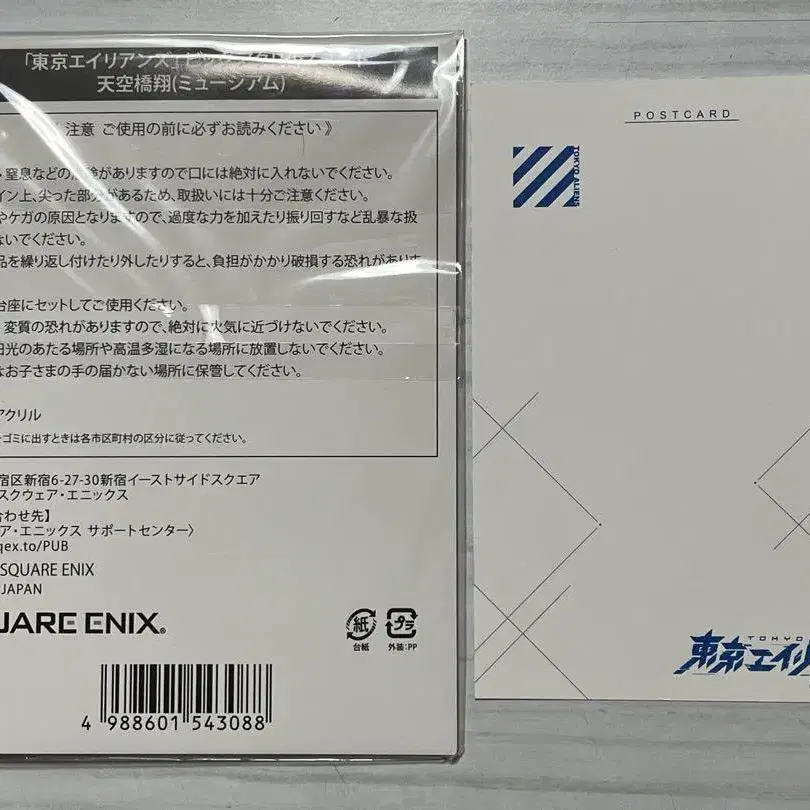 「東京エイリアンズ」ビッグアクリルスタンド
天空橋翔(ミュージアム)
注意 ご使用の前に必ずお読みください》
・窒息などの危険がありますので口には絶対に入れないでください。
イン上、尖った部分があるため、取扱いには十分ご注意ください。
やケガの原因となりますので、過度な力を加えたり振り回すなど乱暴な扱
ないでください。
品を繰り返し付けたり外したりすると、負担がかかり破損する恐れがあります
台座にセットしてご使用ください。
・変質の恐れがありますので、絶対に火気に近づけないでください。
日光のあたる場所や高温多湿になる場所に放置しないでください。
なお子さまの手の届かない場所に保管してください。
アクリル
ゴミに出すときは各市区町村の区分に従ってください。
宿区新宿6-27-30新宿イーストサイドスクエア
スクウェア・エニックス
合わせ先】
ア・エニックス サポートセンター〉
qex.to/PUB
SQUARE ENIX
JAPAN
UARE ENIX®
紙
台紙
プラ
外装:PP
4 988601 543088
POSTCARD
TOKYO ALIENS
TOKYO
東京エイリ